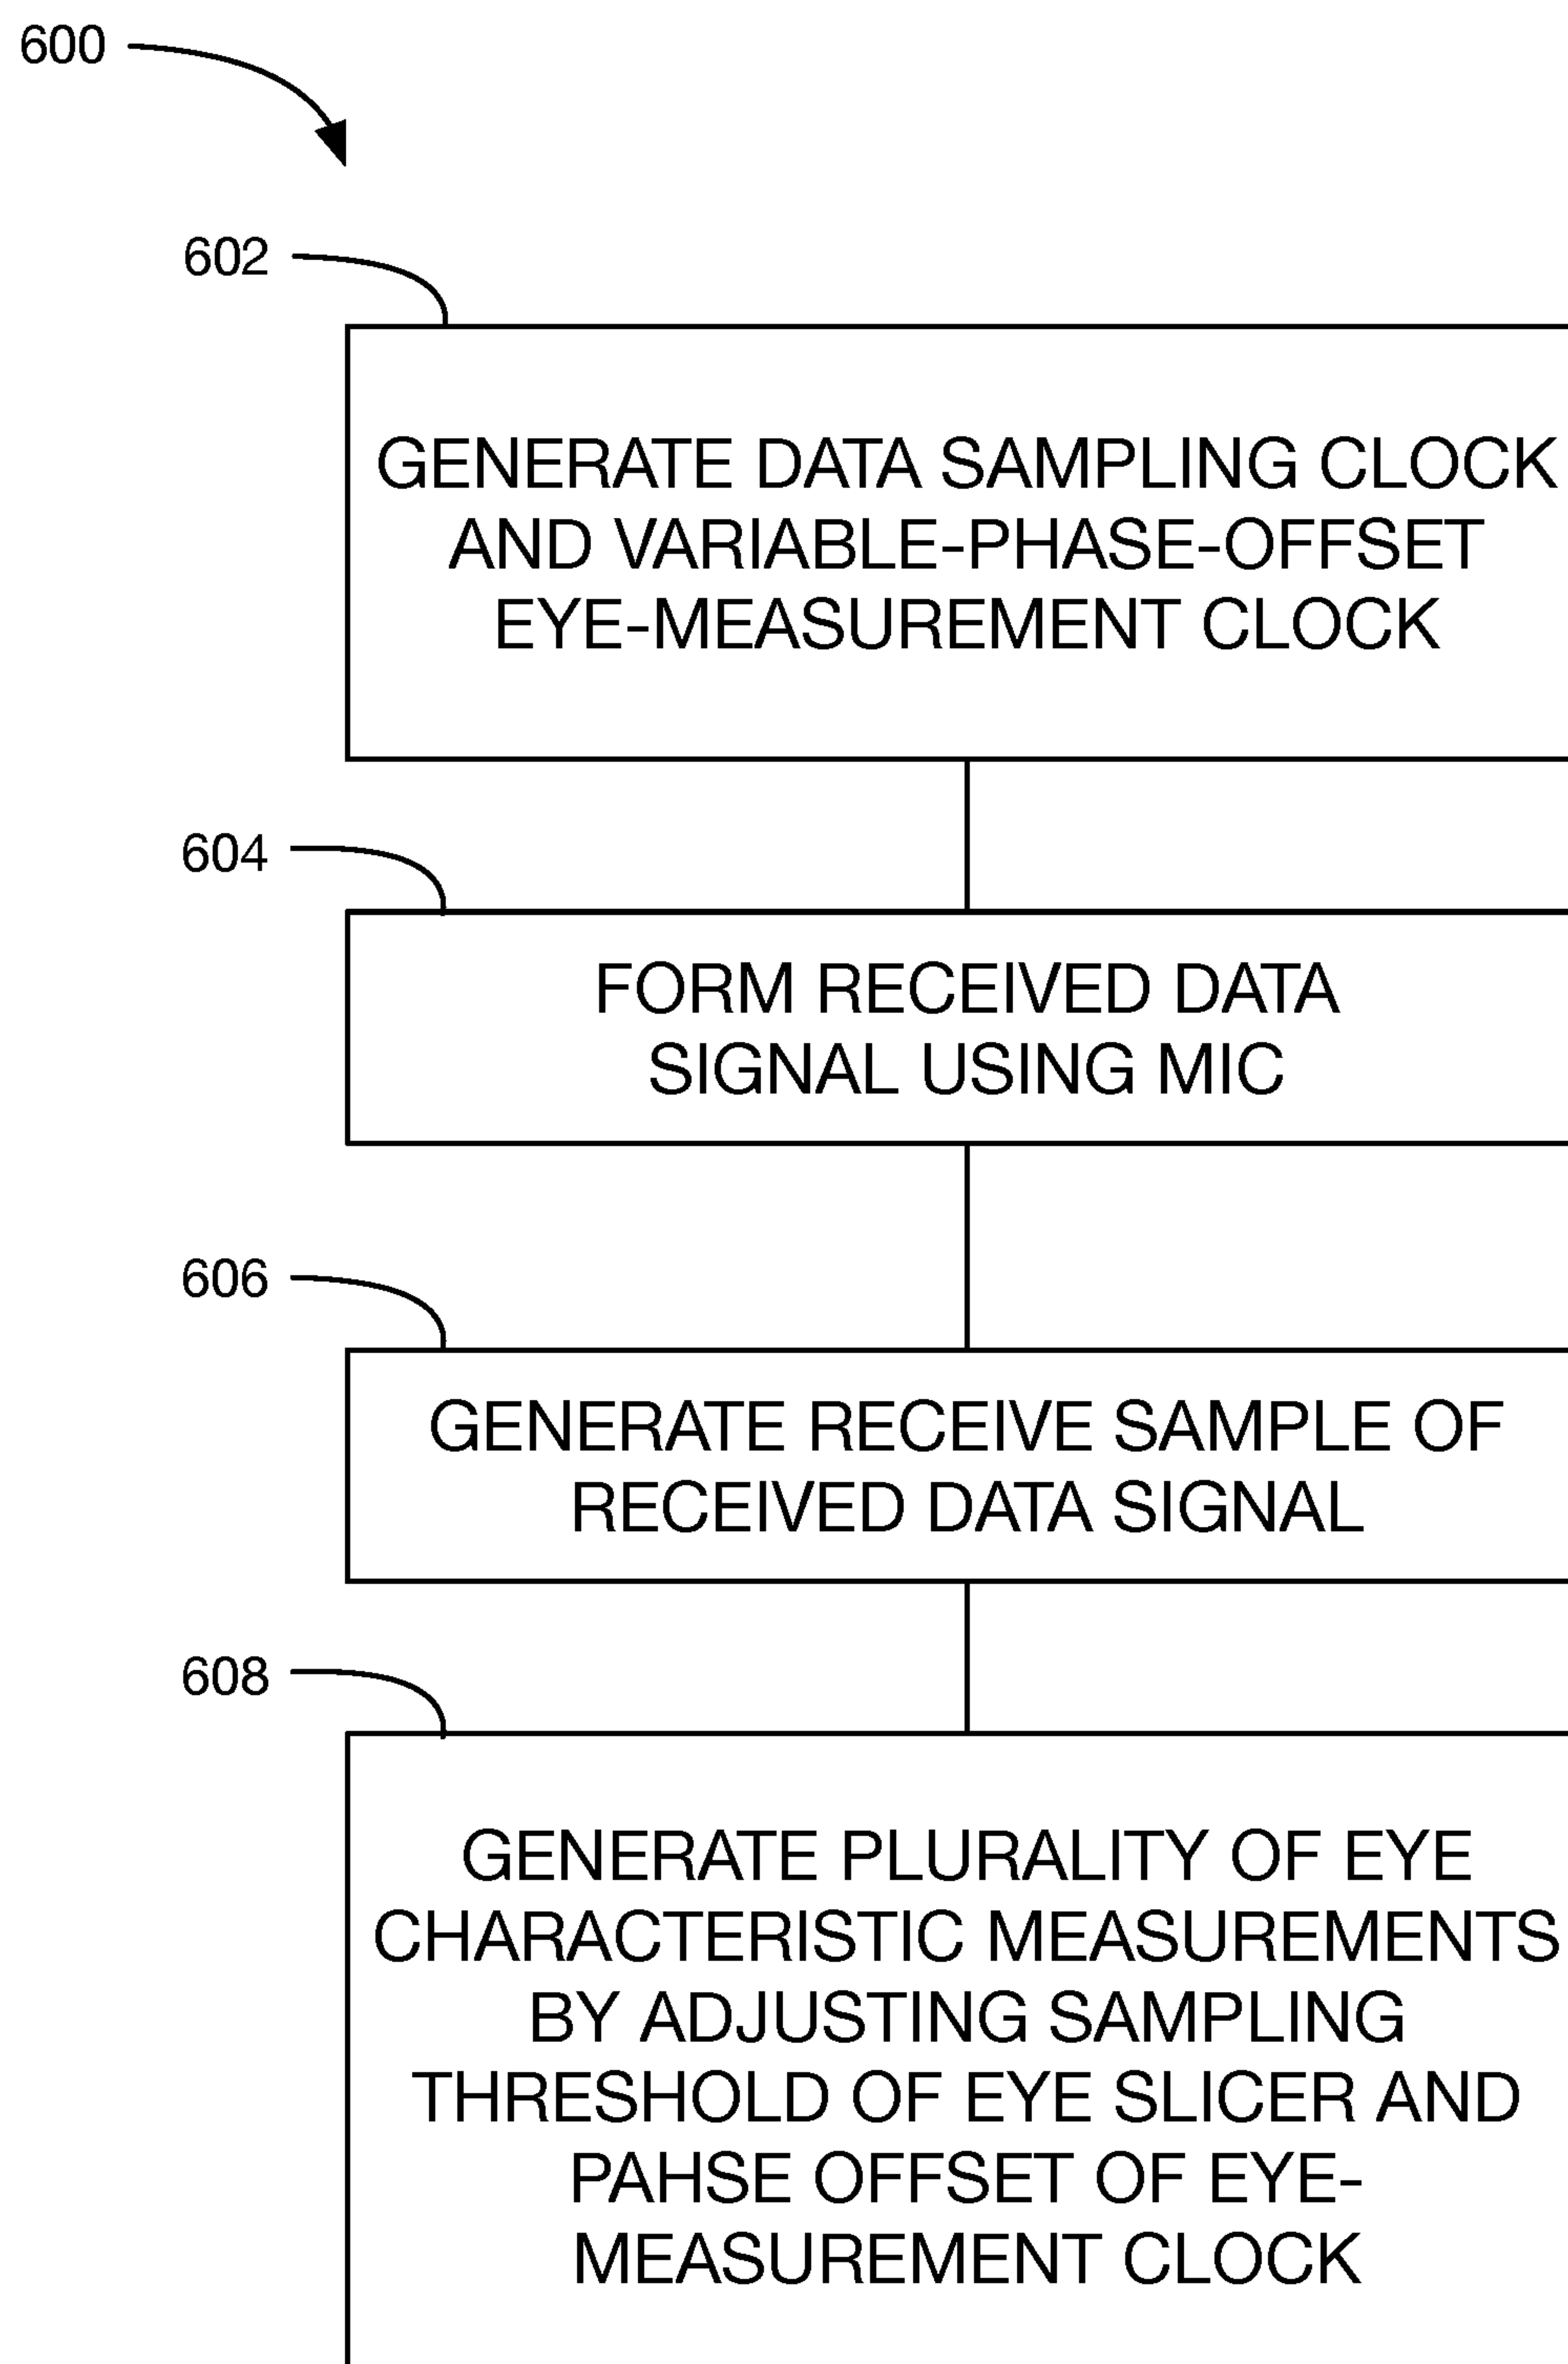 600
602
GENERATE DATA SAMPLING CLOCK
AND VARIABLE-PHASE-OFFSET
EYE-MEASUREMENT CLOCK
604
FORM RECEIVED DATA
SIGNAL USING MIC
606
GENERATE RECEIVE SAMPLE OF
RECEIVED DATA SIGNAL
608
GENERATE PLURALITY OF EYE
CHARACTERISTIC MEASUREMENTS
BY ADJUSTING SAMPLING
THRESHOLD OF EYE SLICER AND
PAHSE OFFSET OF EYE-
MEASUREMENT CLOCK